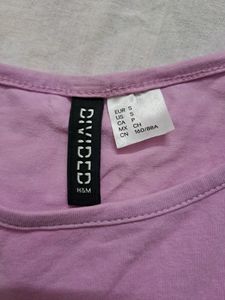 DIVIDED
H&M
EUR S
US S
CA P
MX CH
CN 160/88A